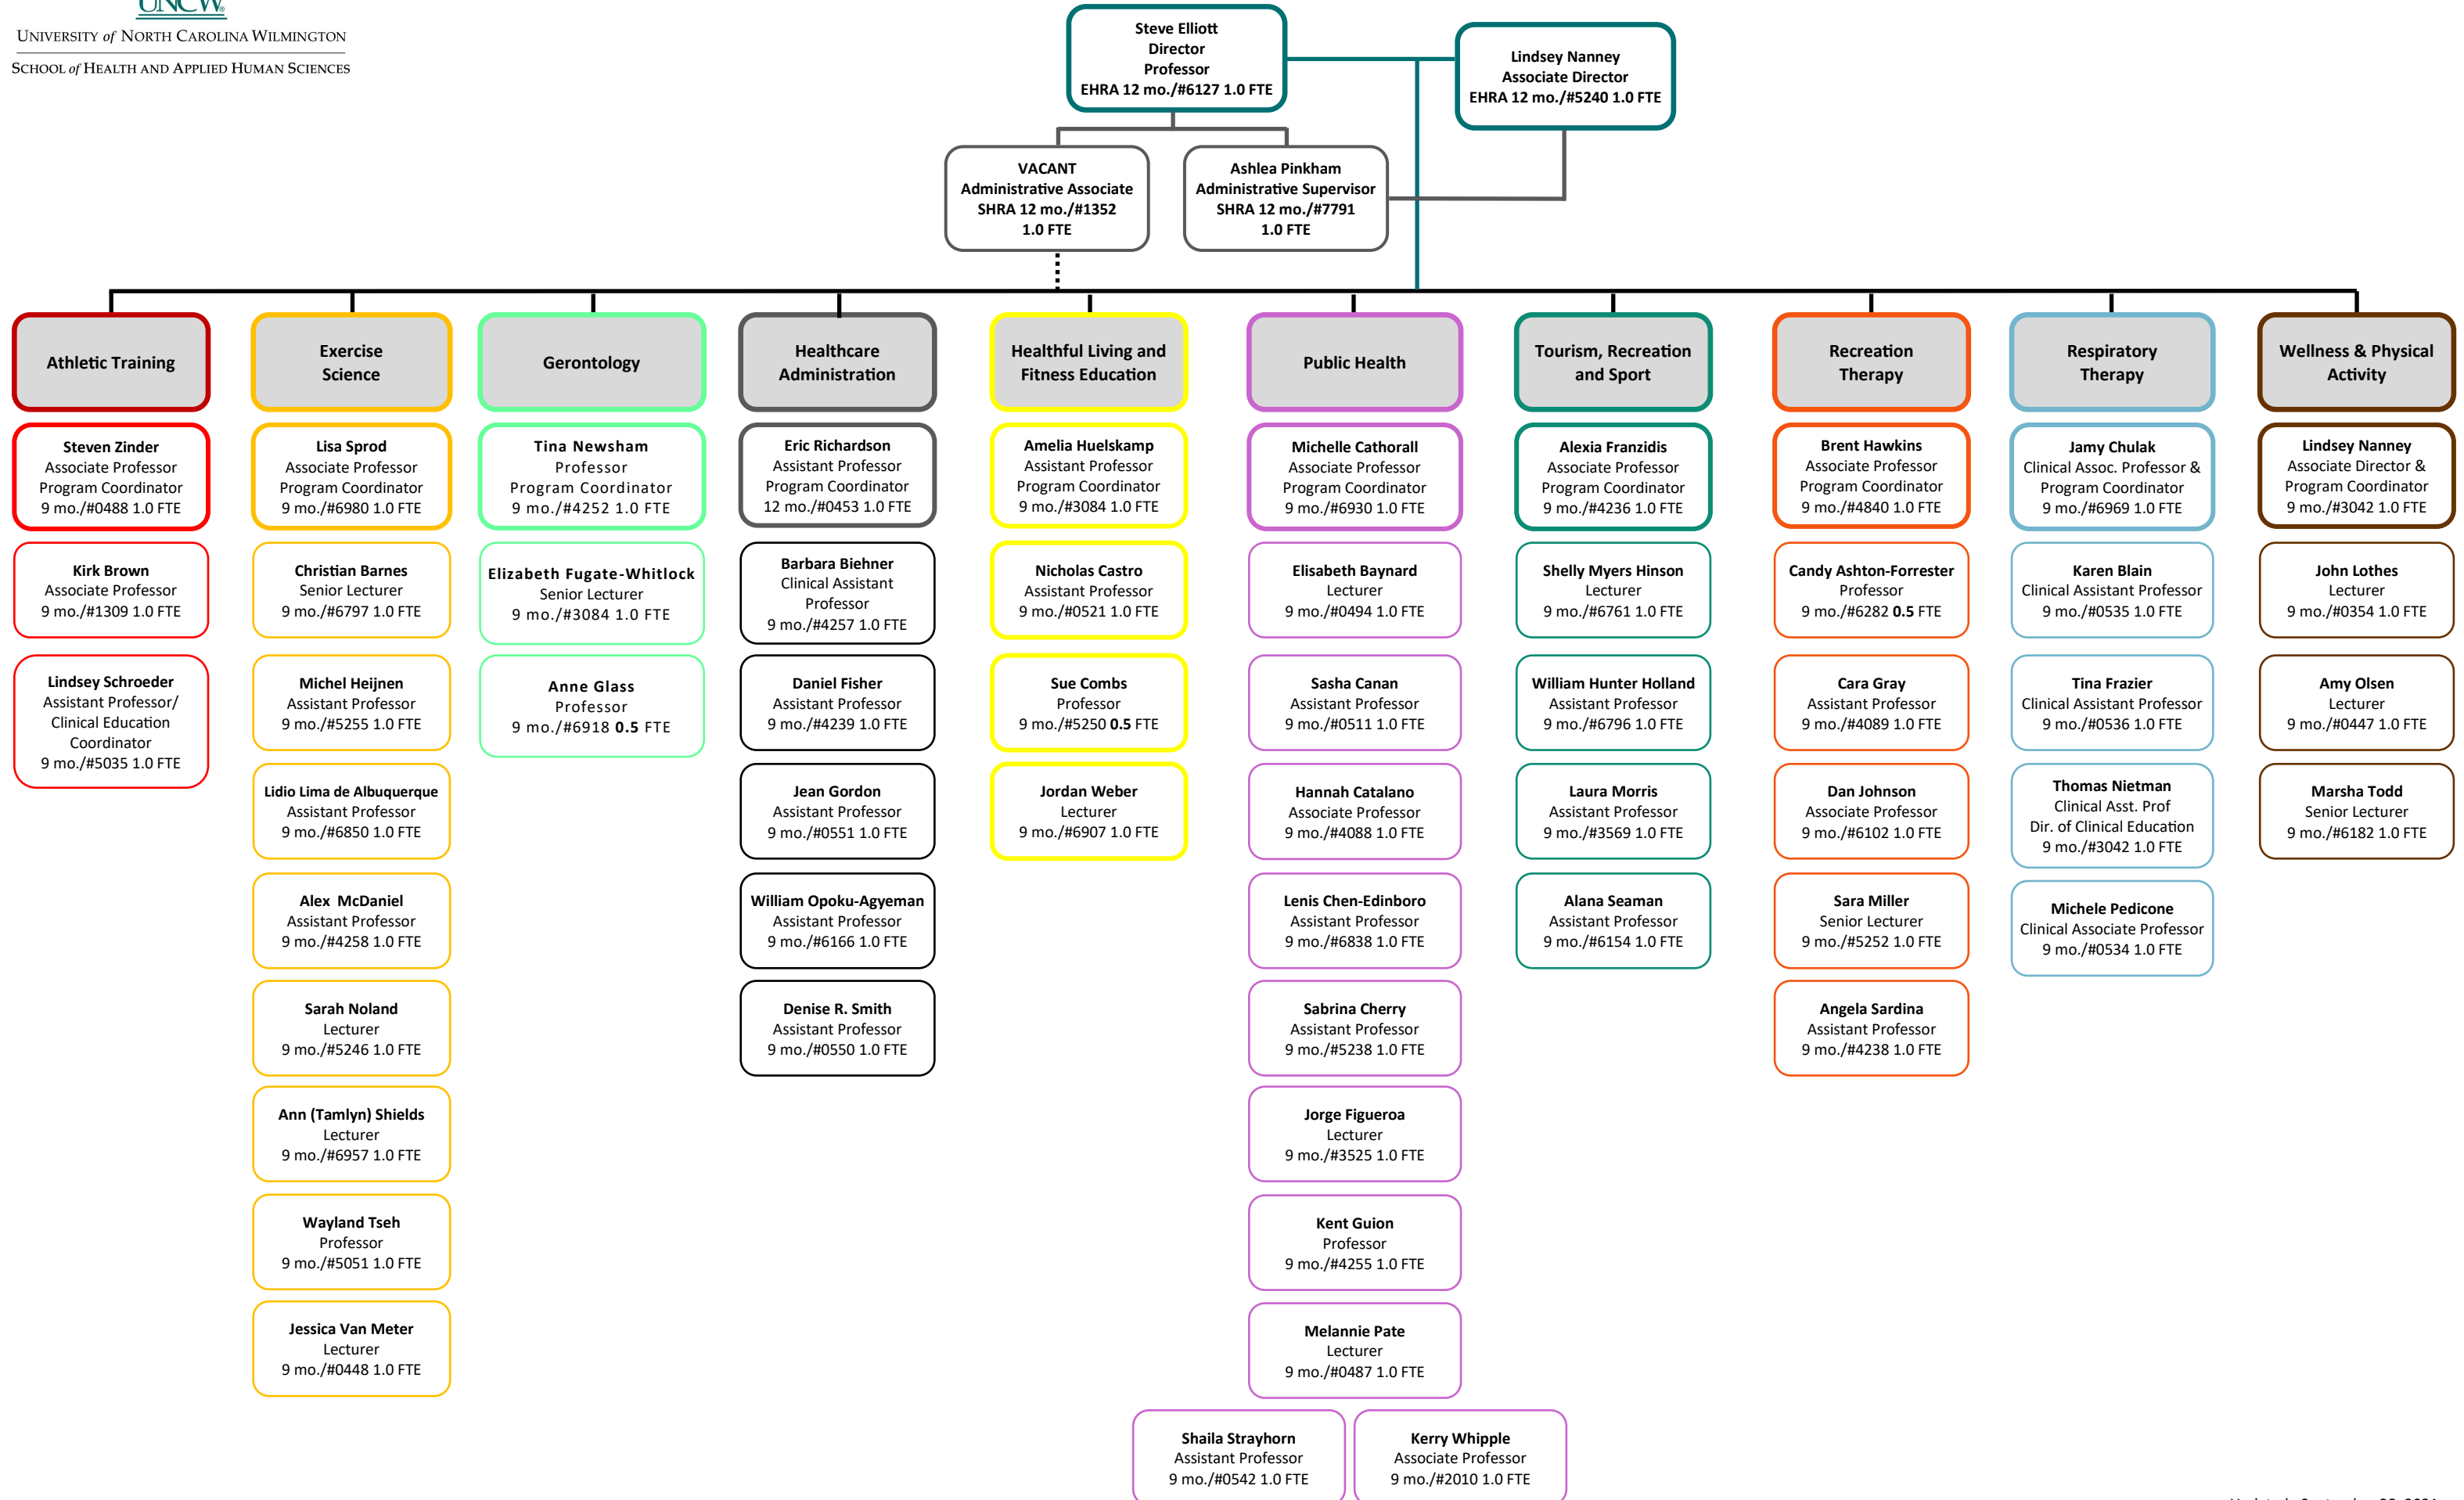 UNCW®
UNIVERSITY of NORTH CAROLINA WILMINGTON
SCHOOL of HEALTH AND APPLIED HUMAN SCIENCES
Steve Elliott
Director
Professor
EHRA 12 mo./#6127 1.0 FTE
Lindsey Nanney
Associate Director
EHRA 12 mo./#5240 1.0 FTE
VACANT
Administrative Associate
SHRA 12 mo./#1352
1.0 FTE
Ashlea Pinkham
Administrative Supervisor
SHRA 12 mo./#7791
1.0 FTE
Athletic Training
Steven Zinder
Associate Professor
Program Coordinator
9 mo./#0488 1.0 FTE
Kirk Brown
Associate Professor
9 mo./#1309 1.0 FTE
Lindsey Schroeder
Assistant Professor/
Clinical Education
Coordinator
9 mo./#5035 1.0 FTE
Exercise
Science
Lisa Sprod
Associate Professor
Program Coordinator
9 mo./#6980 1.0 FTE
Christian Barnes
Senior Lecturer
9 mo./#6797 1.0 FTE
Michel Heijnen
Assistant Professor
9 mo./#5255 1.0 FTE
Lidio Lima de Albuquerque
Assistant Professor
9 mo./#6850 1.0 FTE
Alex McDaniel
Assistant Professor
9 mo./#4258 1.0 FTE
Sarah Noland
Lecturer
9 mo./#5246 1.0 FTE
Ann (Tamlyn) Shields
Lecturer
9 mo./#6957 1.0 FTE
Wayland Tseh
Professor
9 mo./#5051 1.0 FTE
Jessica Van Meter
Lecturer
9 mo./#0448 1.0 FTE
Gerontology
Tina Newsham
Professor
Program Coordinator
9 mo./#4252 1.0 FTE
Elizabeth Fugate-Whitlock
Senior Lecturer
9 mo./#3084 1.0 FTE
Anne Glass
Professor
9 mo./#6918 0.5 FTE
Healthcare
Administration
Eric Richardson
Assistant Professor
Program Coordinator
12 mo./#0453 1.0 FTE
Barbara Biehner
Clinical Assistant
Professor
9 mo./#4257 1.0 FTE
Daniel Fisher
Assistant Professor
9 mo./#4239 1.0 FTE
Jean Gordon
Assistant Professor
9 mo./#0551 1.0 FTE
William Opoku-Agyeman
Assistant Professor
9 mo./#6166 1.0 FTE
Denise R. Smith
Assistant Professor
9 mo./#0550 1.0 FTE
Healthful Living and
Fitness Education
Amelia Huelskamp
Assistant Professor
Program Coordinator
9 mo./#3084 1.0 FTE
Nicholas Castro
Assistant Professor
9 mo./#0521 1.0 FTE
Sue Combs
Professor
9 mo./#5250 0.5 FTE
Jordan Weber
Lecturer
9 mo./#6907 1.0 FTE
Public Health
Michelle Cathorall
Associate Professor
Program Coordinator
9 mo./#6930 1.0 FTE
Elisabeth Baynard
Lecturer
9 mo./#0494 1.0 FTE
Sasha Canan
Assistant Professor
9 mo./#0511 1.0 FTE
Hannah Catalano
Associate Professor
9 mo./#4088 1.0 FTE
Lenis Chen-Edinboro
Assistant Professor
9 mo./#6838 1.0 FTE
Sabrina Cherry
Assistant Professor
9 mo./#5238 1.0 FTE
Jorge Figueroa
Lecturer
9 mo./#3525 1.0 FTE
Kent Guion
Professor
9 mo./#4255 1.0 FTE
Melannie Pate
Lecturer
9 mo./#0487 1.0 FTE
Shaila Strayhorn
Assistant Professor
9 mo./#0542 1.0 FTE
Kerry Whipple
Associate Professor
9 mo./#2010 1.0 FTE
Tourism, Recreation
and Sport
Alexia Franzidis
Associate Professor
Program Coordinator
9 mo./#4236 1.0 FTE
Shelly Myers Hinson
Lecturer
9 mo./#6761 1.0 FTE
William Hunter Holland
Assistant Professor
9 mo./#6796 1.0 FTE
Laura Morris
Assistant Professor
9 mo./#3569 1.0 FTE
Alana Seaman
Assistant Professor
9 mo./#6154 1.0 FTE
Recreation
Therapy
Brent Hawkins
Associate Professor
Program Coordinator
9 mo./#4840 1.0 FTE
Candy Ashton-Forrester
Professor
9 mo./#6282 0.5 FTE
Cara Gray
Assistant Professor
9 mo./#4089 1.0 FTE
Dan Johnson
Associate Professor
9 mo./#6102 1.0 FTE
Sara Miller
Senior Lecturer
9 mo./#5252 1.0 FTE
Angela Sardina
Assistant Professor
9 mo./#4238 1.0 FTE
Respiratory
Therapy
Jamy Chulak
Clinical Assoc. Professor &
Program Coordinator
9 mo./#6969 1.0 FTE
Karen Blain
Clinical Assistant Professor
9 mo./#0535 1.0 FTE
Tina Frazier
Clinical Assistant Professor
9 mo./#0536 1.0 FTE
Thomas Nietman
Clinical Asst. Prof
Dir. of Clinical Education
9 mo./#3042 1.0 FTE
Michele Pedicone
Clinical Associate Professor
9 mo./#0534 1.0 FTE
Wellness & Physical
Activity
Lindsey Nanney
Associate Director &
Program Coordinator
9 mo./#3042 1.0 FTE
John Lothes
Lecturer
9 mo./#0354 1.0 FTE
Amy Olsen
Lecturer
9 mo./#0447 1.0 FTE
Marsha Todd
Senior Lecturer
9 mo./#6182 1.0 FTE